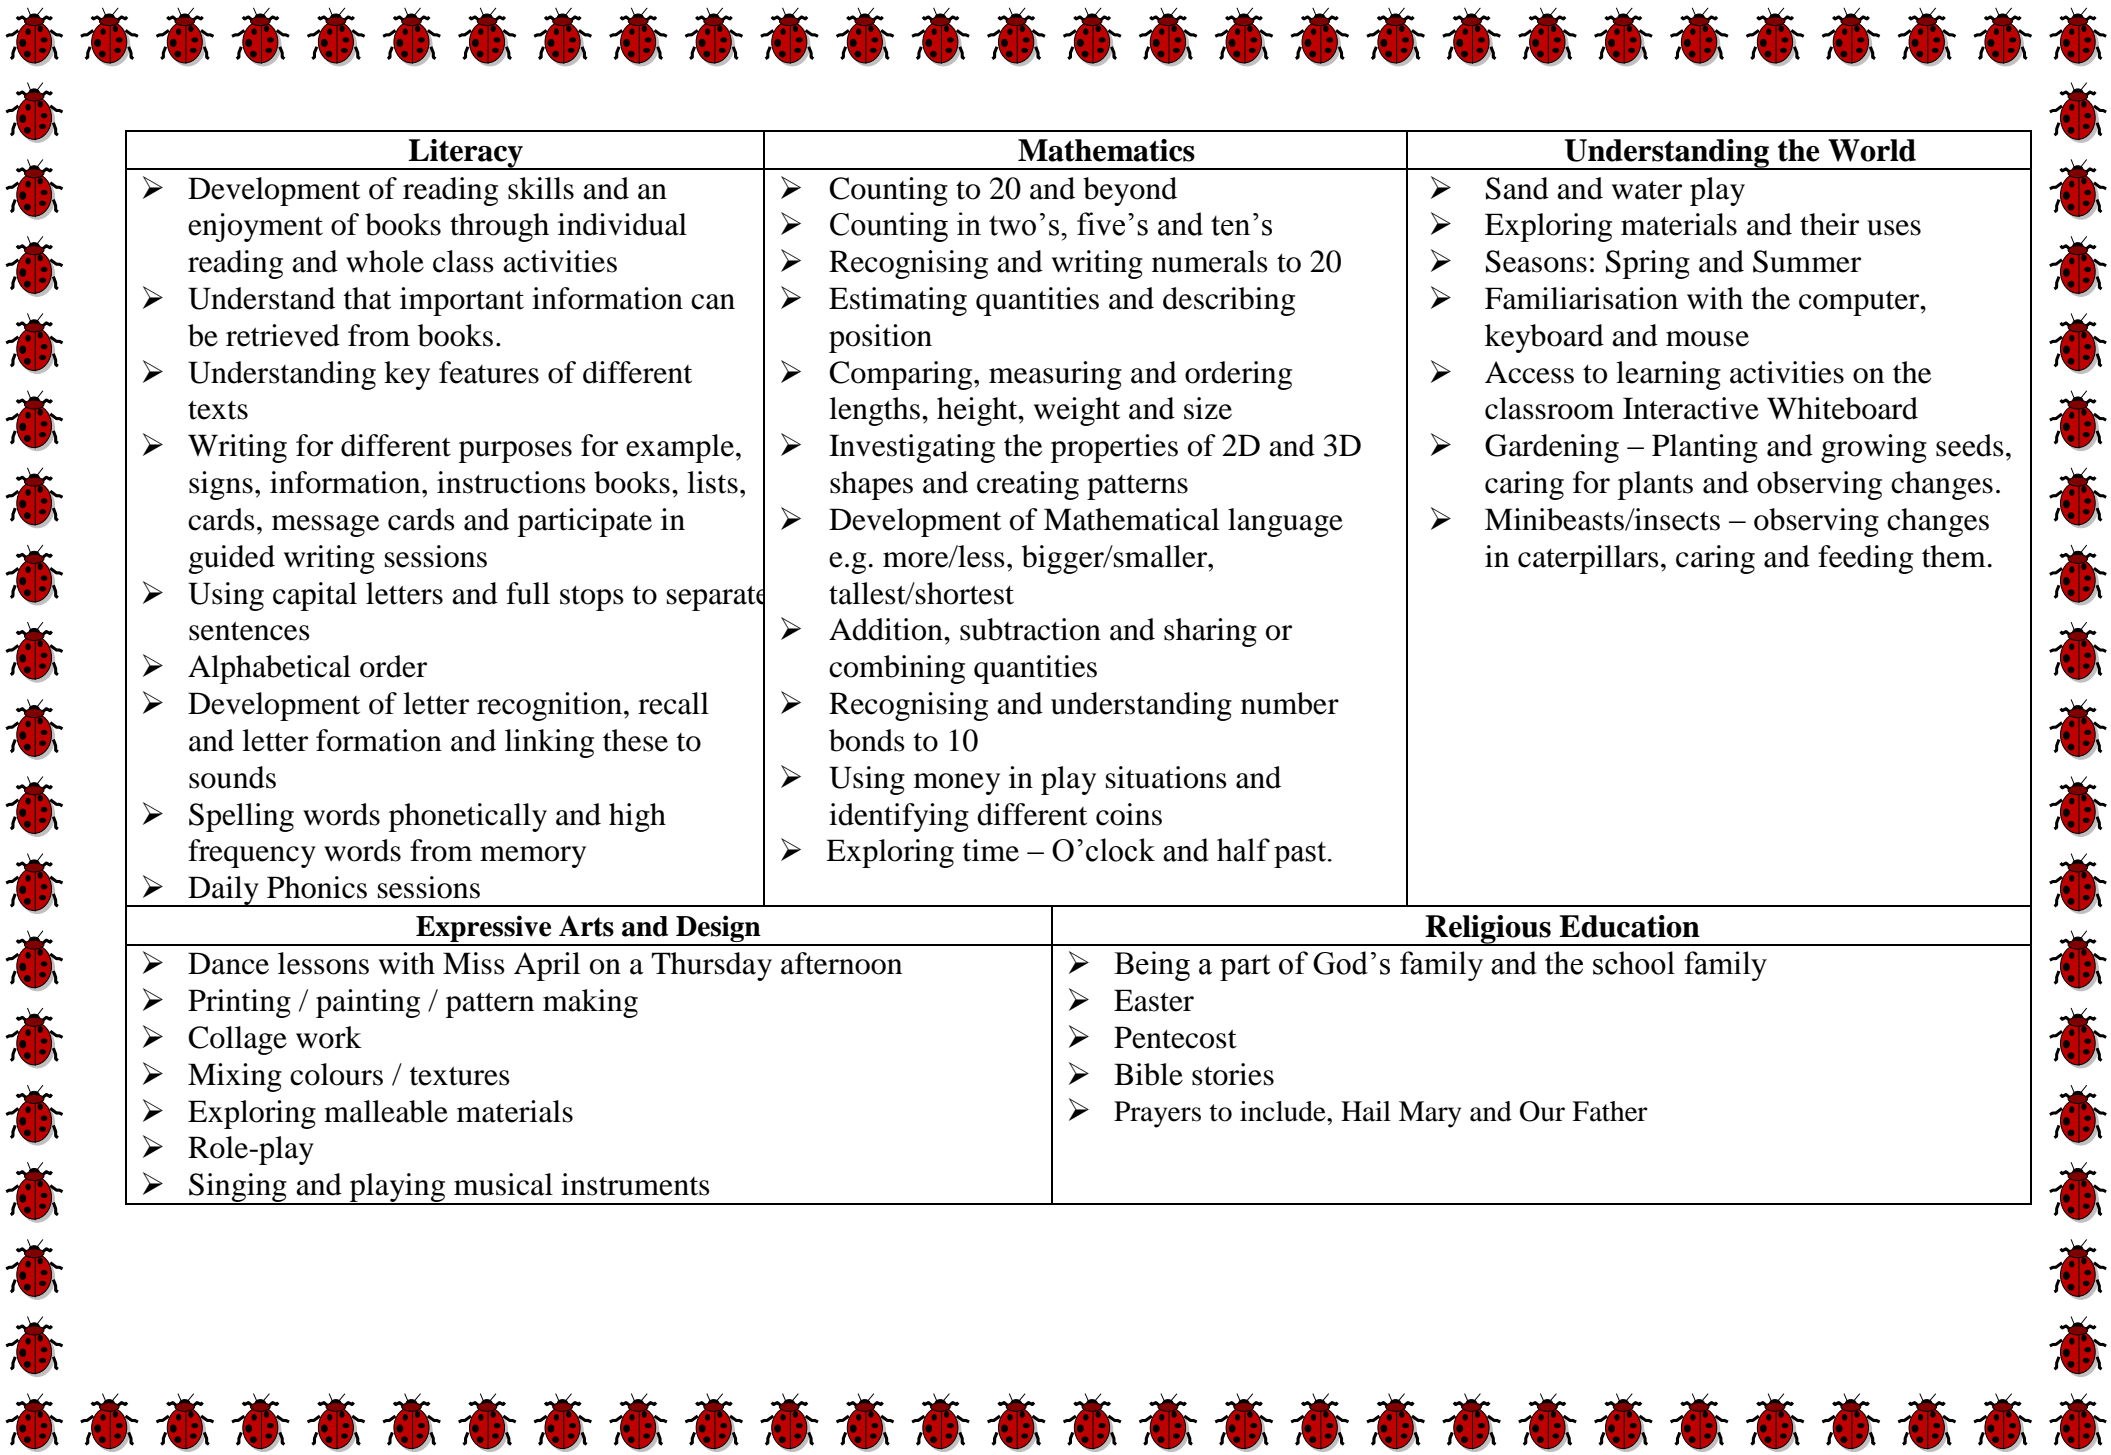 Literacy
➢ Development of reading skills and an
enjoyment of books through individual
reading and whole class activities
➢ Understand that important information can
be retrieved from books.
➢ Understanding key features of different
texts
➢ Writing for different purposes for example,
signs, information, instructions books, lists,
cards, message cards and participate in
guided writing sessions
➢ Using capital letters and full stops to separate
sentences
➢ Alphabetical order
➢ Development of letter recognition, recall
and letter formation and linking these to
sounds
➢ Spelling words phonetically and high
frequency words from memory
➢ Daily Phonics sessions
Mathematics
➢ Counting to 20 and beyond
➢ Counting in two's, five's and ten's
➢ Recognising and writing numerals to 20
➢ Estimating quantities and describing
position
➢ Comparing, measuring and ordering
lengths, height, weight and size
➢ Investigating the properties of 2D and 3D
shapes and creating patterns
➢ Development of Mathematical language
e.g. more/less, bigger/smaller,
tallest/shortest
➢ Addition, subtraction and sharing or
combining quantities
➢ Recognising and understanding number
bonds to 10
➢ Using money in play situations and
identifying different coins
➢ Exploring time – O'clock and half past.
Understanding the World
➢ Sand and water play
➢ Exploring materials and their uses
➢ Seasons: Spring and Summer
➢ Familiarisation with the computer,
keyboard and mouse
➢ Access to learning activities on the
classroom Interactive Whiteboard
➢ Gardening – Planting and growing seeds,
caring for plants and observing changes.
➢ Minibeasts/insects – observing changes
in caterpillars, caring and feeding them.
Expressive Arts and Design
➢ Dance lessons with Miss April on a Thursday afternoon
➢ Printing / painting / pattern making
➢ Collage work
➢ Mixing colours / textures
➢ Exploring malleable materials
➢ Role-play
➢ Singing and playing musical instruments
Religious Education
➢ Being a part of God's family and the school family
➢ Easter
➢ Pentecost
➢ Bible stories
➢ Prayers to include, Hail Mary and Our Father